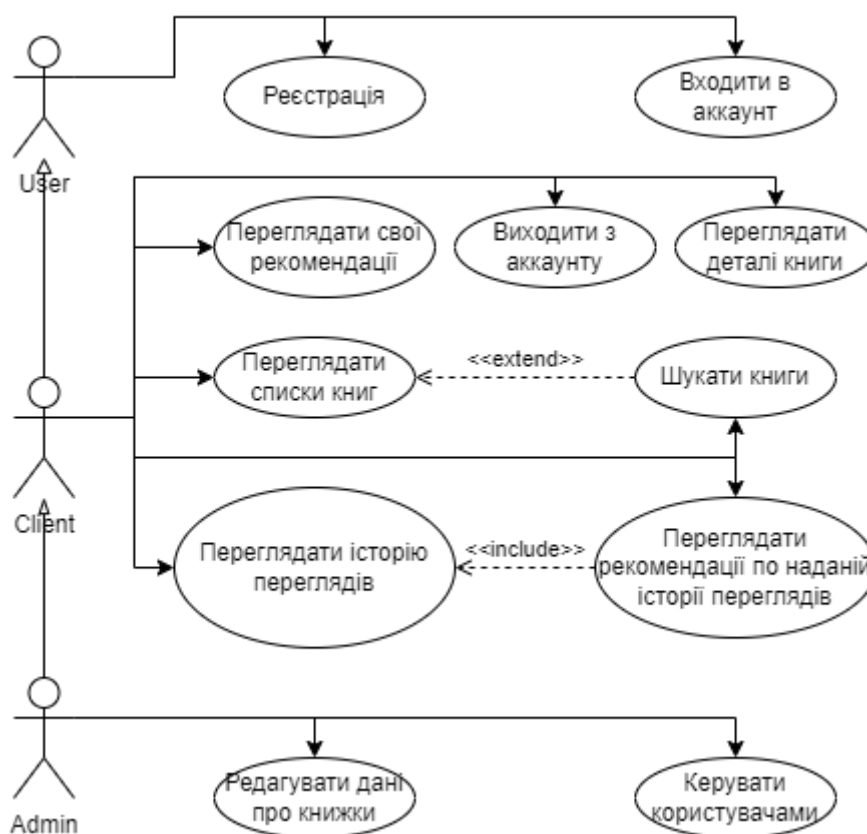 Реєстрація
Входити в
аккаунт
User
Переглядати свої
рекомендації
Виходити з
аккаунту
Переглядати
деталі книги
Переглядати
списки книг
<<extend>>
Шукати книги
Client
Переглядати історію
переглядів
<<include>>
Переглядати
рекомендації по наданій
історії переглядів
Admin
Редагувати дані
про книжки
Керувати
користувачами